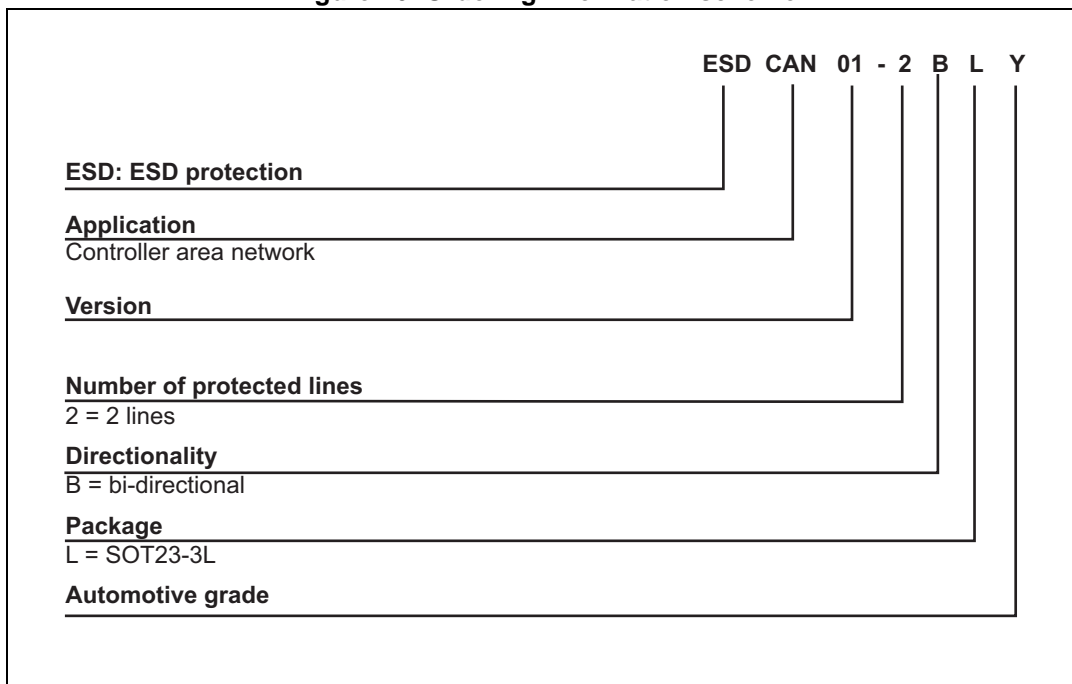 ESD CAN 01 - 2 B L Y
ESD: ESD protection
Application
Controller area network
Version
Number of protected lines
2 = 2 lines
Directionality
B = bi-directional
Package
L = SOT23-3L
Automotive grade